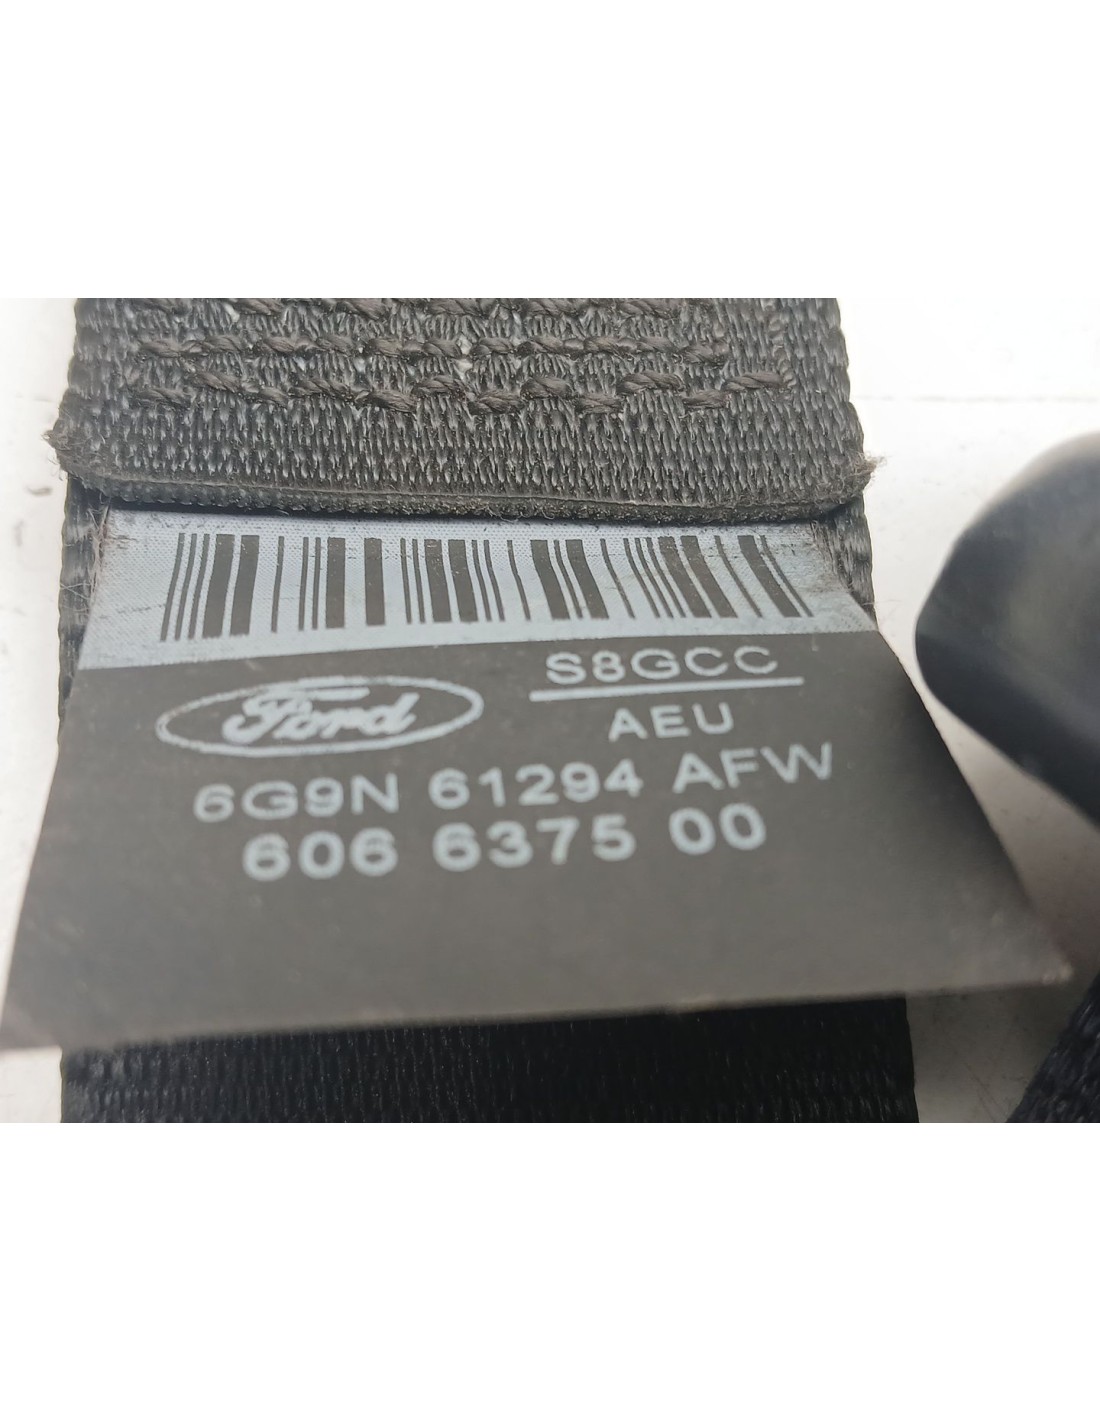 S8GCC
Ford
AEU
6G9N 61294 AFW
606 6375 00